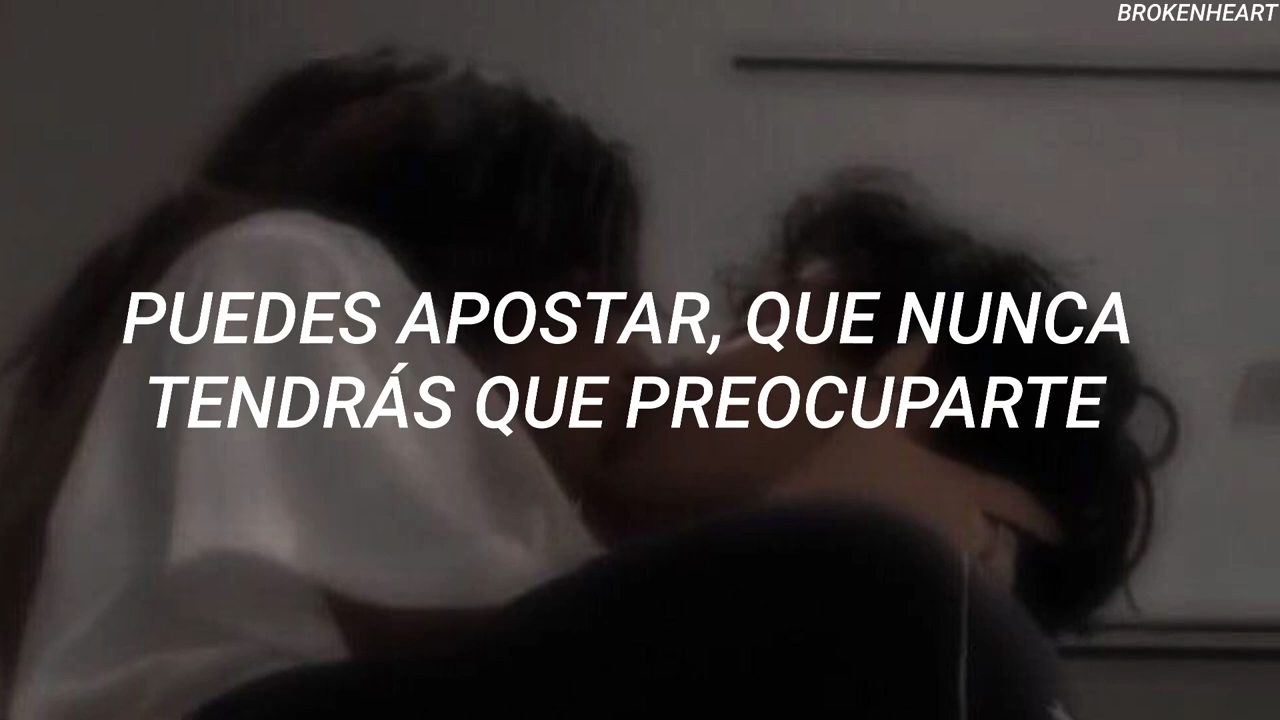 BROKENHEART
PUEDES APOSTAR, QUE NUNCA
TENDRÁS QUE PREOCUPARTE